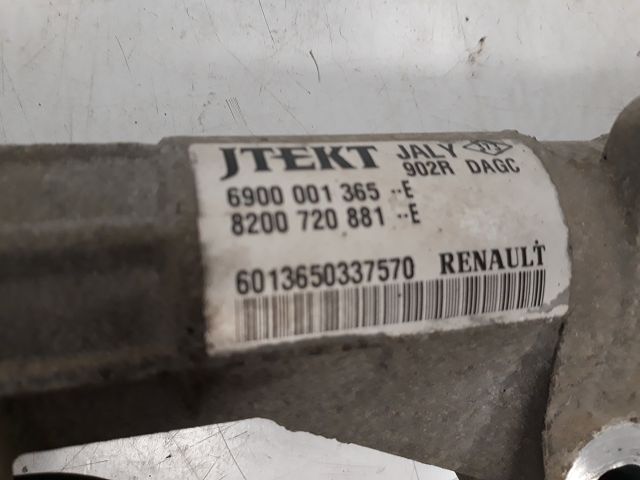 JTEKT JALY
902R DAGC
6900 001 365 --E
8200 720 881 --E
6013650337570 RENAULT